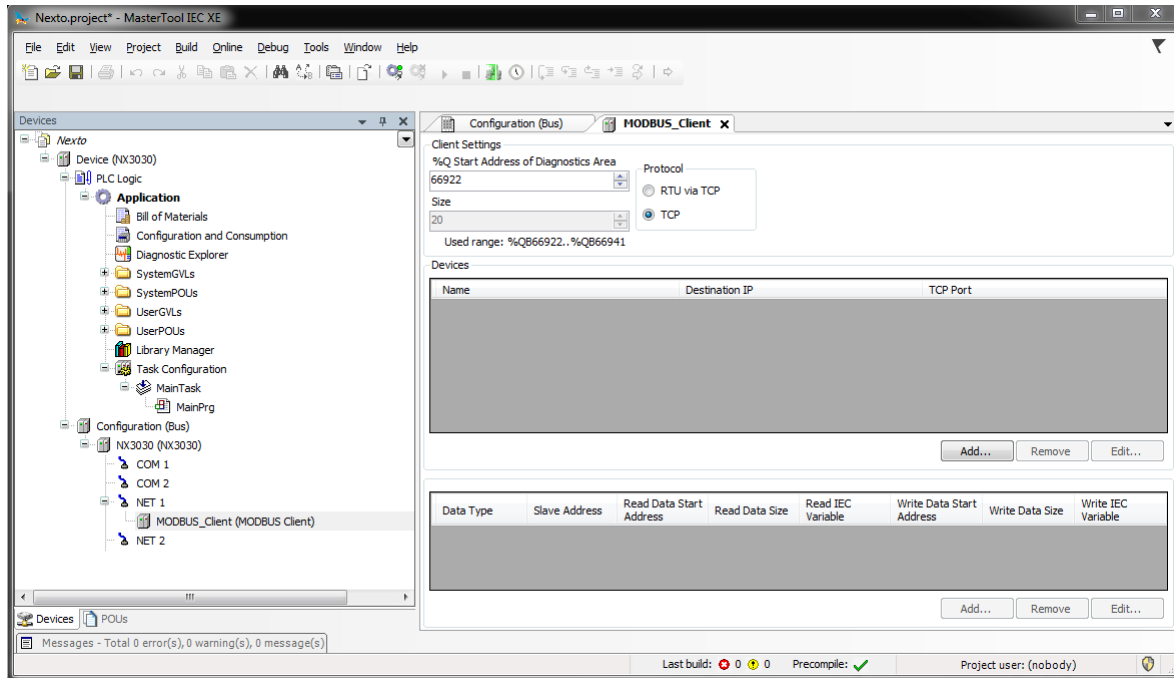 Nexto.project* - MasterTool IEC XE
File Edit View Project Build Online Debug Tools Window Help
Devices
Nexto
Device (NX3030)
PLC Logic
Application
Bill of Materials
Configuration and Consumption
Diagnostic Explorer
SystemGVLs
SystemPOUs
UserGVLs
UserPOUs
Library Manager
Task Configuration
MainTask
MainPrg
Configuration (Bus)
NX3030 (NX3030)
COM 1
COM 2
NET 1
MODBUS_Client (MODBUS Client)
NET 2
Devices POUs
Configuration (Bus) MODBUS_Client X
Client Settings
%Q Start Address of Diagnostics Area
66922
Size
20
Used range: %QB66922..%QB66941
Protocol
RTU via TCP
TCP
Devices
Name Destination IP TCP Port
Add... Remove Edit...
Data Type Slave Address Read Data Start Address Read Data Size Read IEC Variable Write Data Start Address Write Data Size Write IEC Variable
Add... Remove Edit...
Messages - Total 0 error(s), 0 warning(s), 0 message(s)
Last build: 0 0 Precompile: Project user: (nobody)